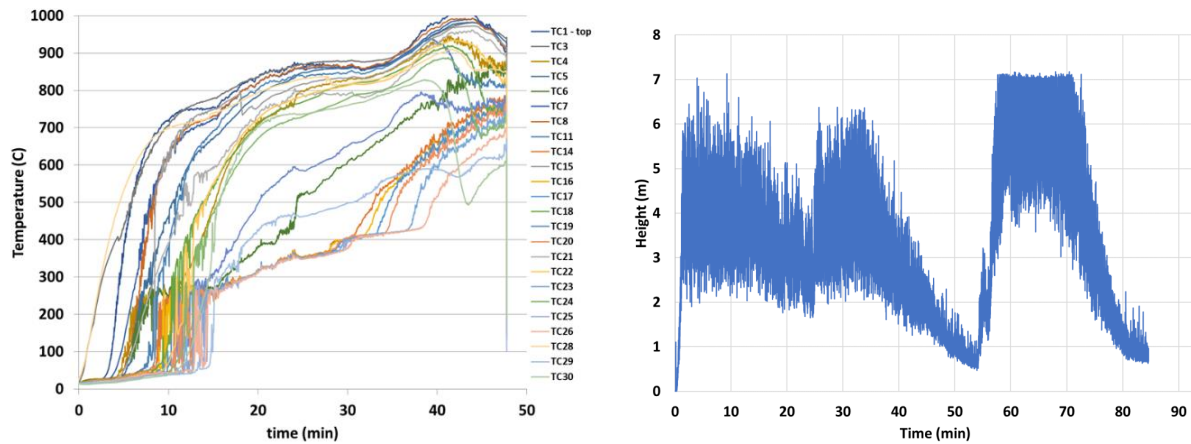 1000
900
800
700
600
500
400
300
200
100
0
Temperature (C)
0 10 20 30 40 50
time (min)
TC1 - top
TC3
TC4
TC5
TC6
TC7
TC8
TC11
TC14
TC15
TC16
TC17
TC18
TC19
TC20
TC21
TC22
TC23
TC24
TC25
TC26
TC28
TC29
TC30
8
7
6
5
4
3
2
1
0
Height (m)
0 10 20 30 40 50 60 70 80 90
Time (min)